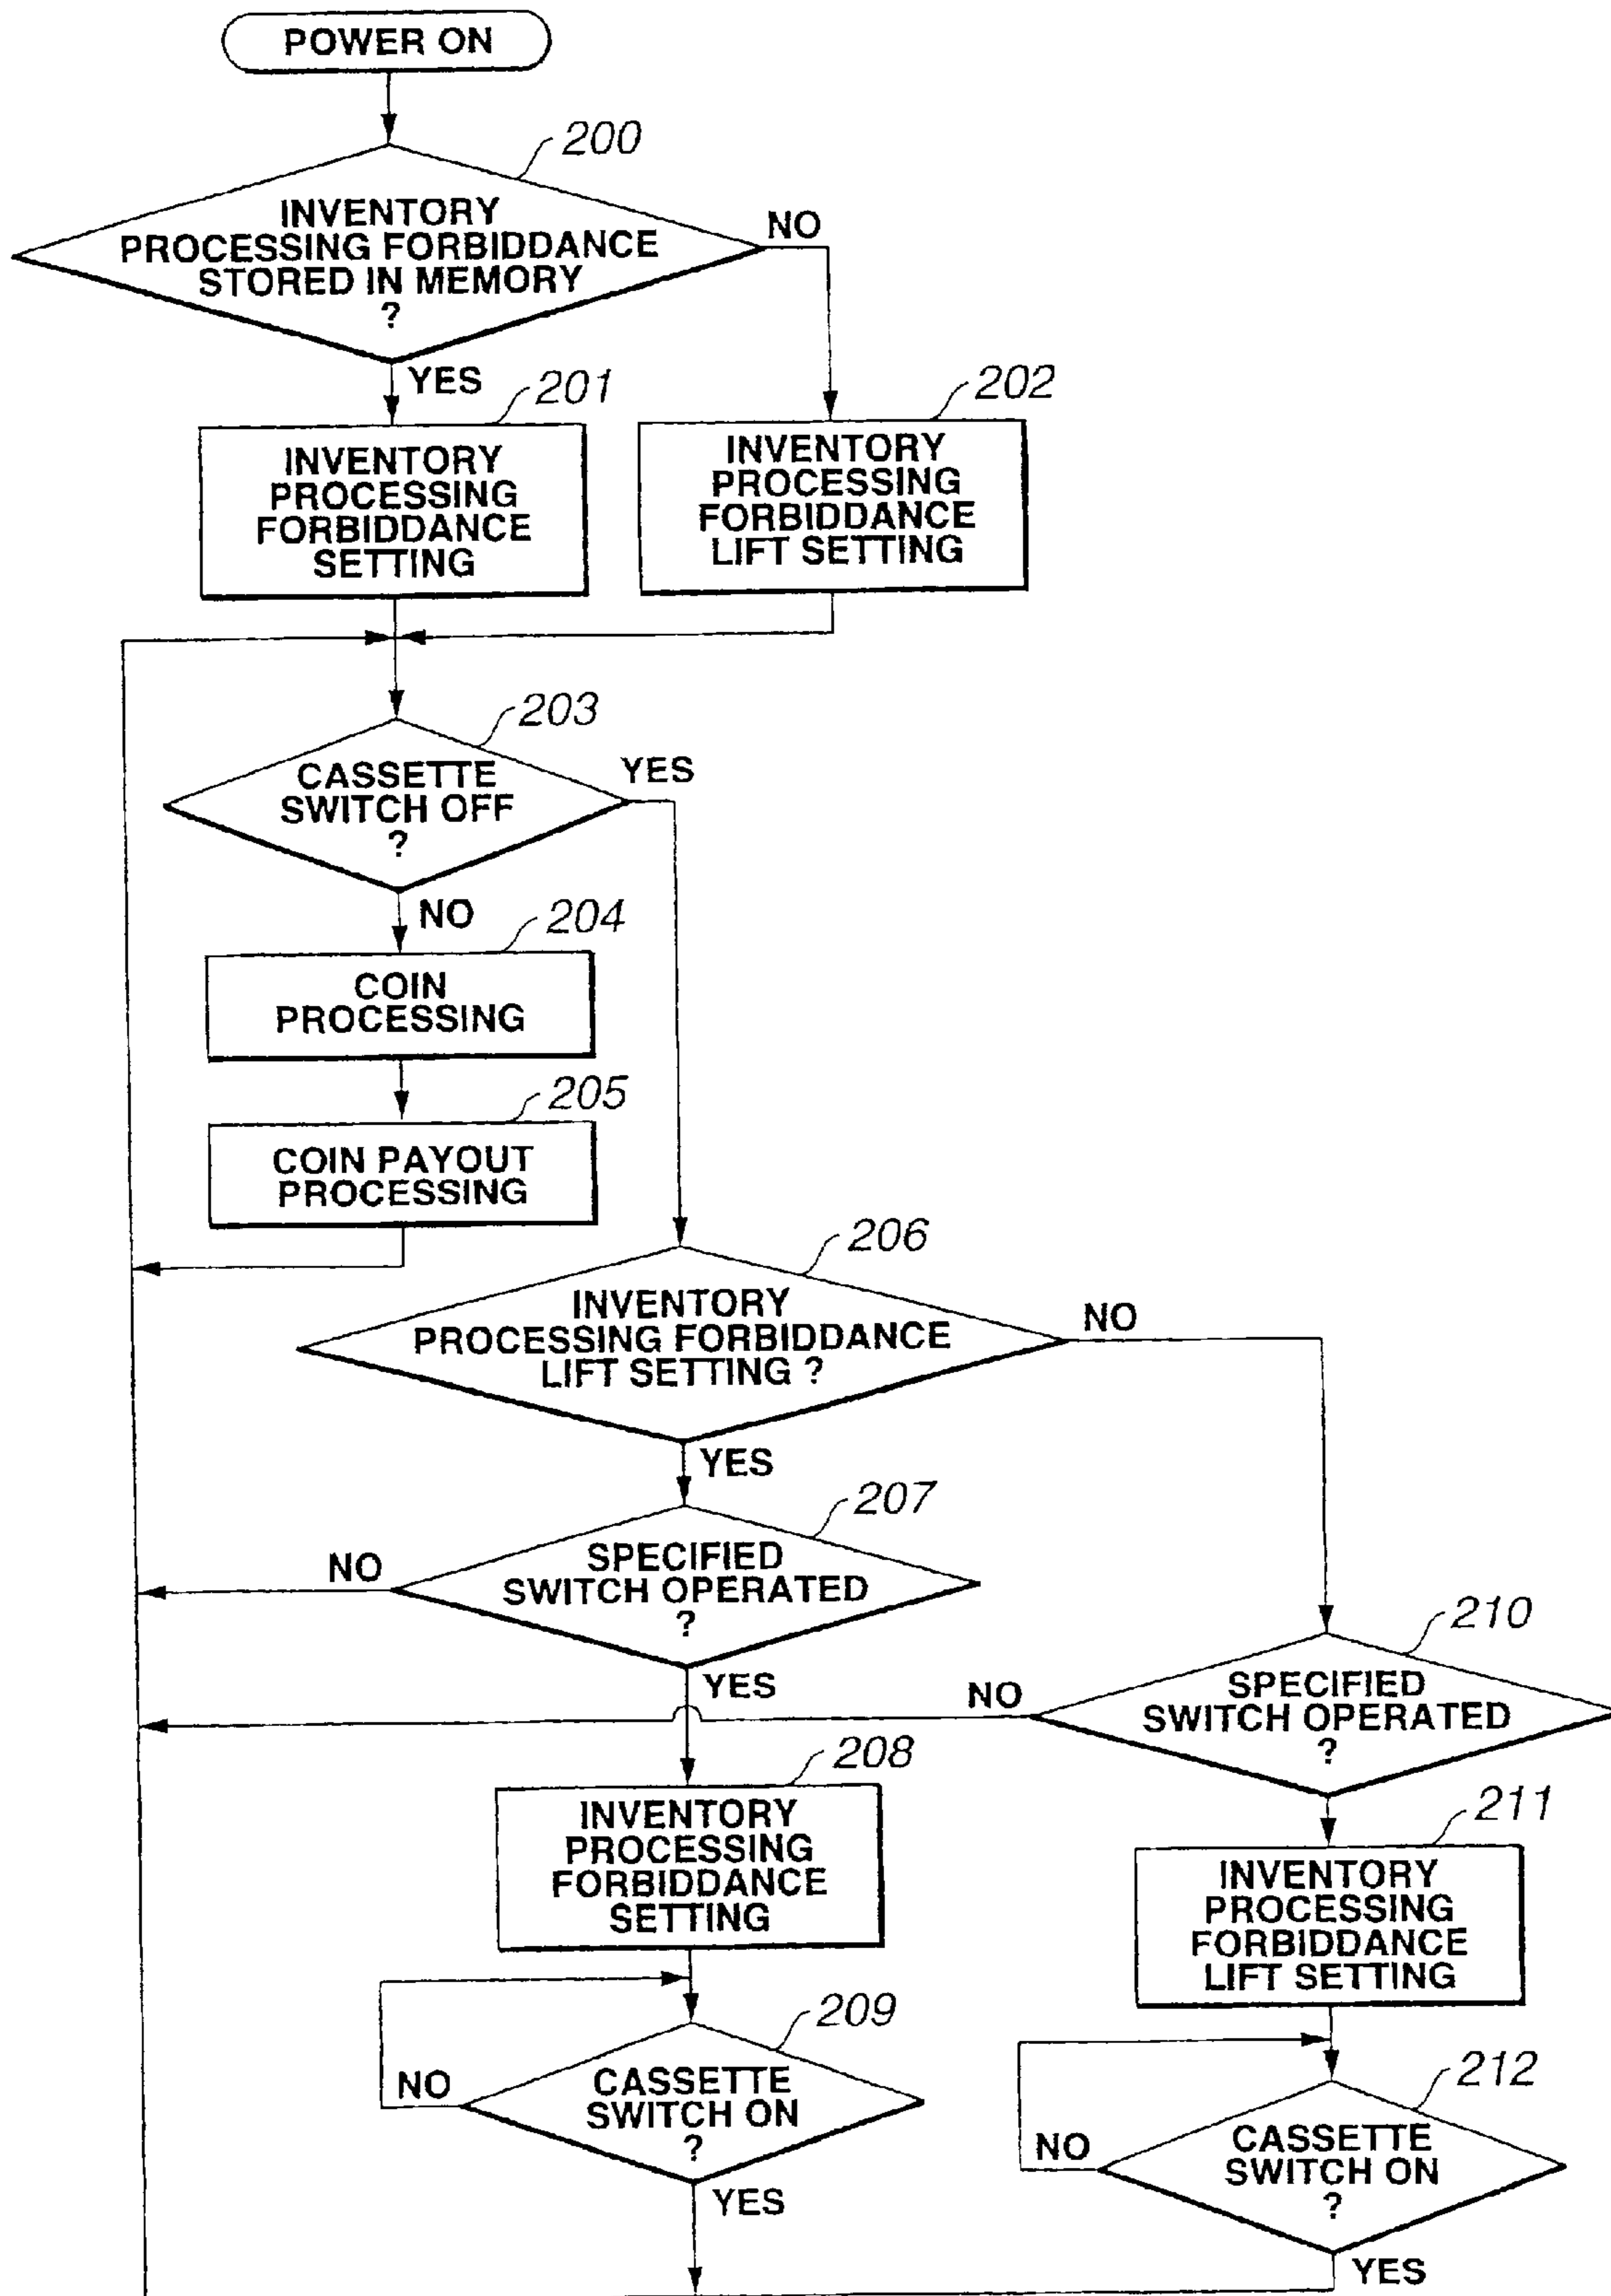 POWER ON
200
INVENTORY
PROCESSING FORBIDDANCE
STORED IN MEMORY
?
NO
YES
201
INVENTORY
PROCESSING
FORBIDDANCE
SETTING
202
INVENTORY
PROCESSING
FORBIDDANCE
LIFT SETTING
203
CASSETTE
SWITCH OFF
?
YES
NO
204
COIN
PROCESSING
205
COIN PAYOUT
PROCESSING
206
INVENTORY
PROCESSING FORBIDDANCE
LIFT SETTING ?
NO
YES
207
SPECIFIED
SWITCH OPERATED
?
NO
YES
210
SPECIFIED
SWITCH OPERATED
?
NO
208
INVENTORY
PROCESSING
FORBIDDANCE
SETTING
211
INVENTORY
PROCESSING
FORBIDDANCE
LIFT SETTING
209
CASSETTE
SWITCH ON
?
NO
YES
212
CASSETTE
SWITCH ON
?
NO
YES